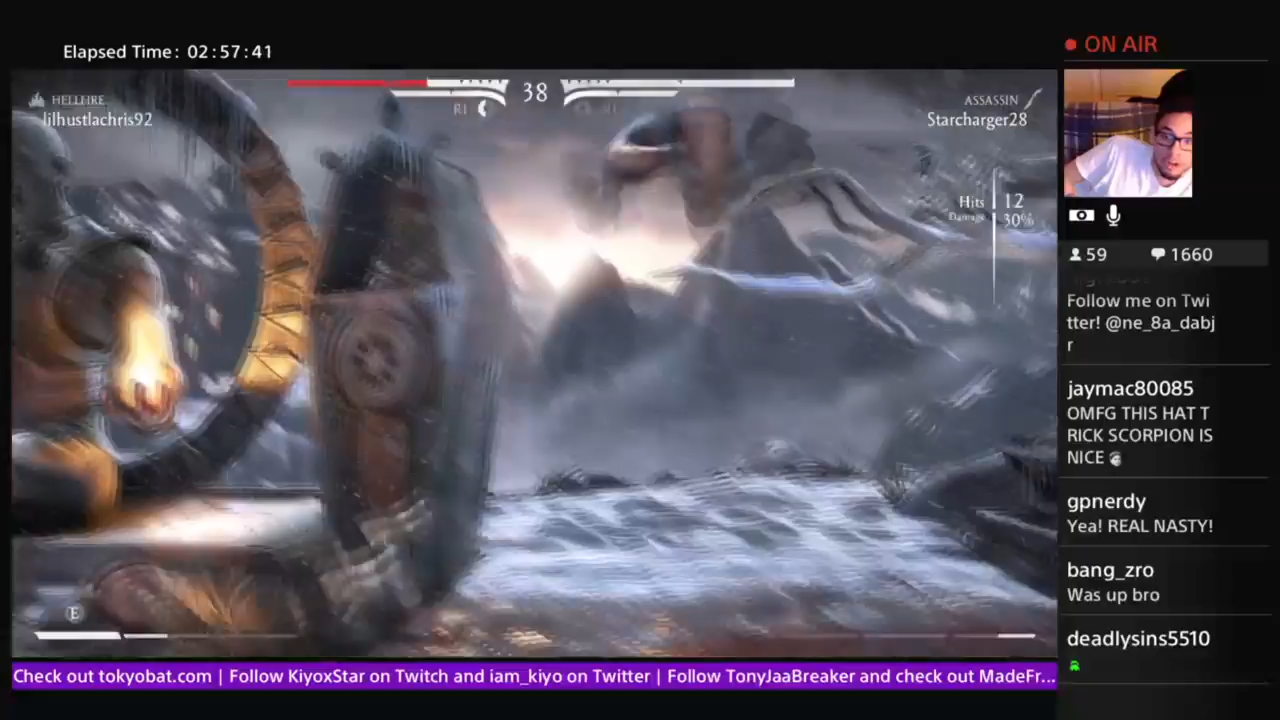 Elapsed Time: 02:57:41
ON AIR
HELLFIRE
lilhustlachris92
38
R1
ASSASSIN
Starcharger28
Hits 12
Damage 30%
59 1660
Follow me on Twi
tter! @ne_8a_dabj
r
jaymac80085
OMFG THIS HAT T
RICK SCORPION IS
NICE
gpnerdy
Yea! REAL NASTY!
bang_zro
Was up bro
deadlysins5510
E
Check out tokyobat.com | Follow KiyoxStar on Twitch and iam_kiyo on Twitter | Follow TonyJaaBreaker and check out MadeFr...